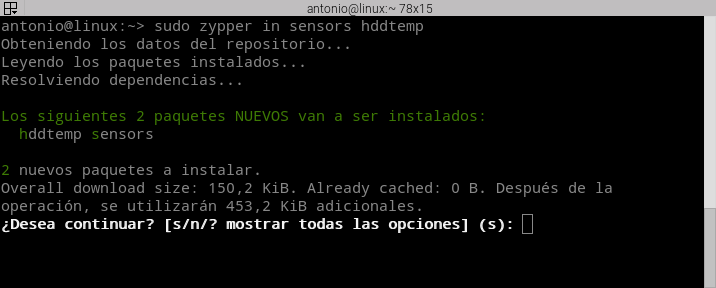 antonio@linux:~ 78x15
antonio@linux:~> sudo zypper in sensors hddtemp
Obteniendo los datos del repositorio...
Leyendo los paquetes instalados...
Resolviendo dependencias...
Los siguientes 2 paquetes NUEVOS van a ser instalados:
hddtemp sensors
2 nuevos paquetes a instalar.
Overall download size: 150,2 KiB. Already cached: 0 B. Después de la
operación, se utilizarán 453,2 KiB adicionales.
¿Desea continuar? [s/n/? mostrar todas las opciones] (s):